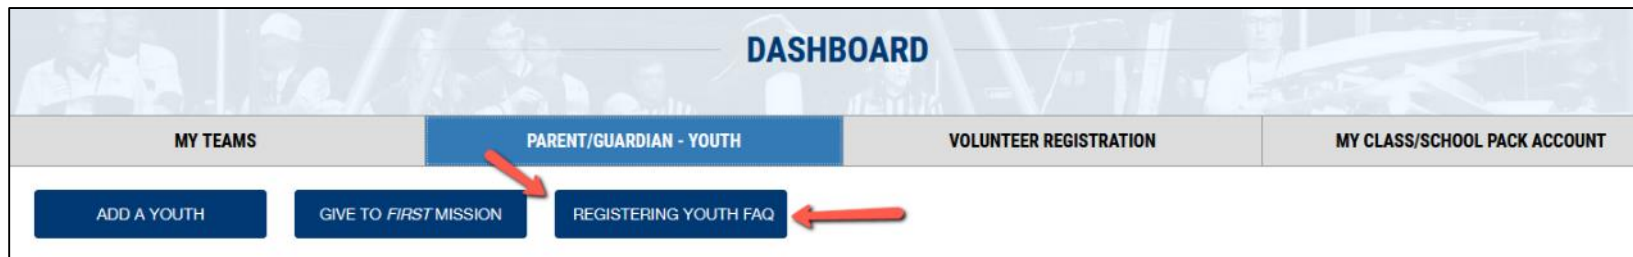 DASHBOARD
MY TEAMS
PARENT/GUARDIAN - YOUTH
VOLUNTEER REGISTRATION
MY CLASS/SCHOOL PACK ACCOUNT
ADD A YOUTH
GIVE TO FIRST MISSION
REGISTERING YOUTH FAQ